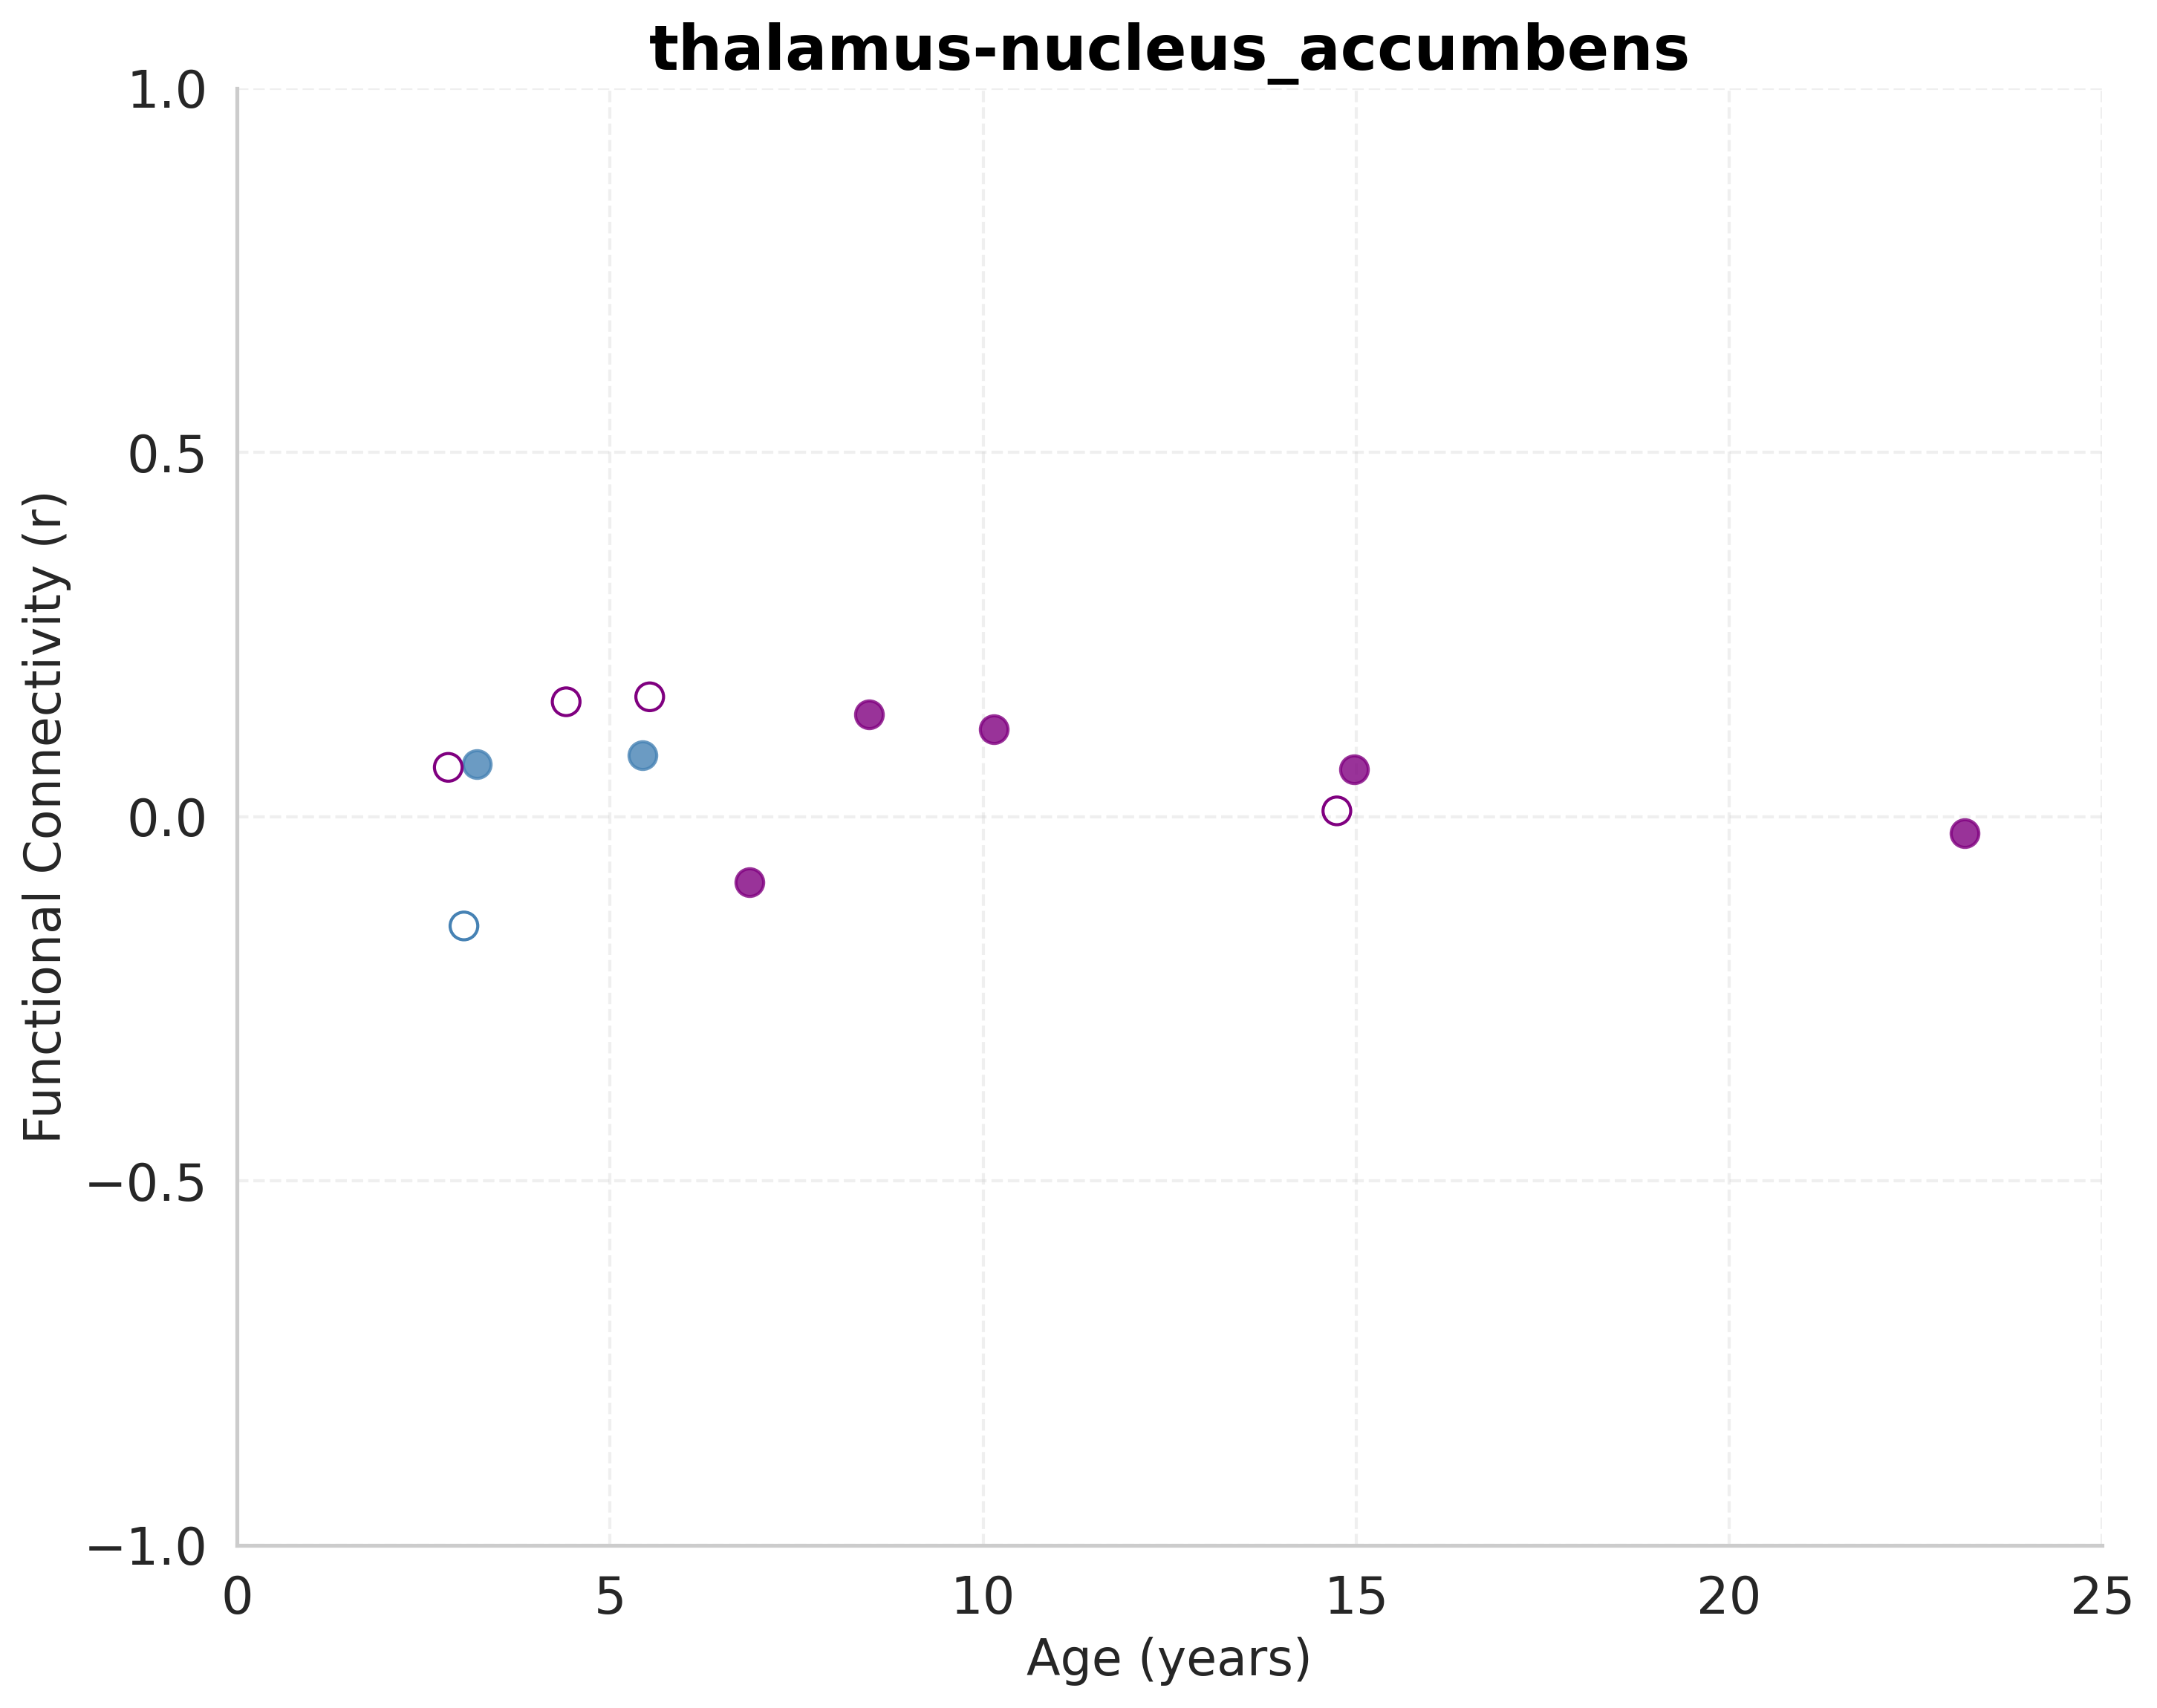 thalamus-nucleus_accumbens
1.0
0.5
0.0
−0.5
−1.0
Functional Connectivity (r)
0 5 10 15 20 25
Age (years)